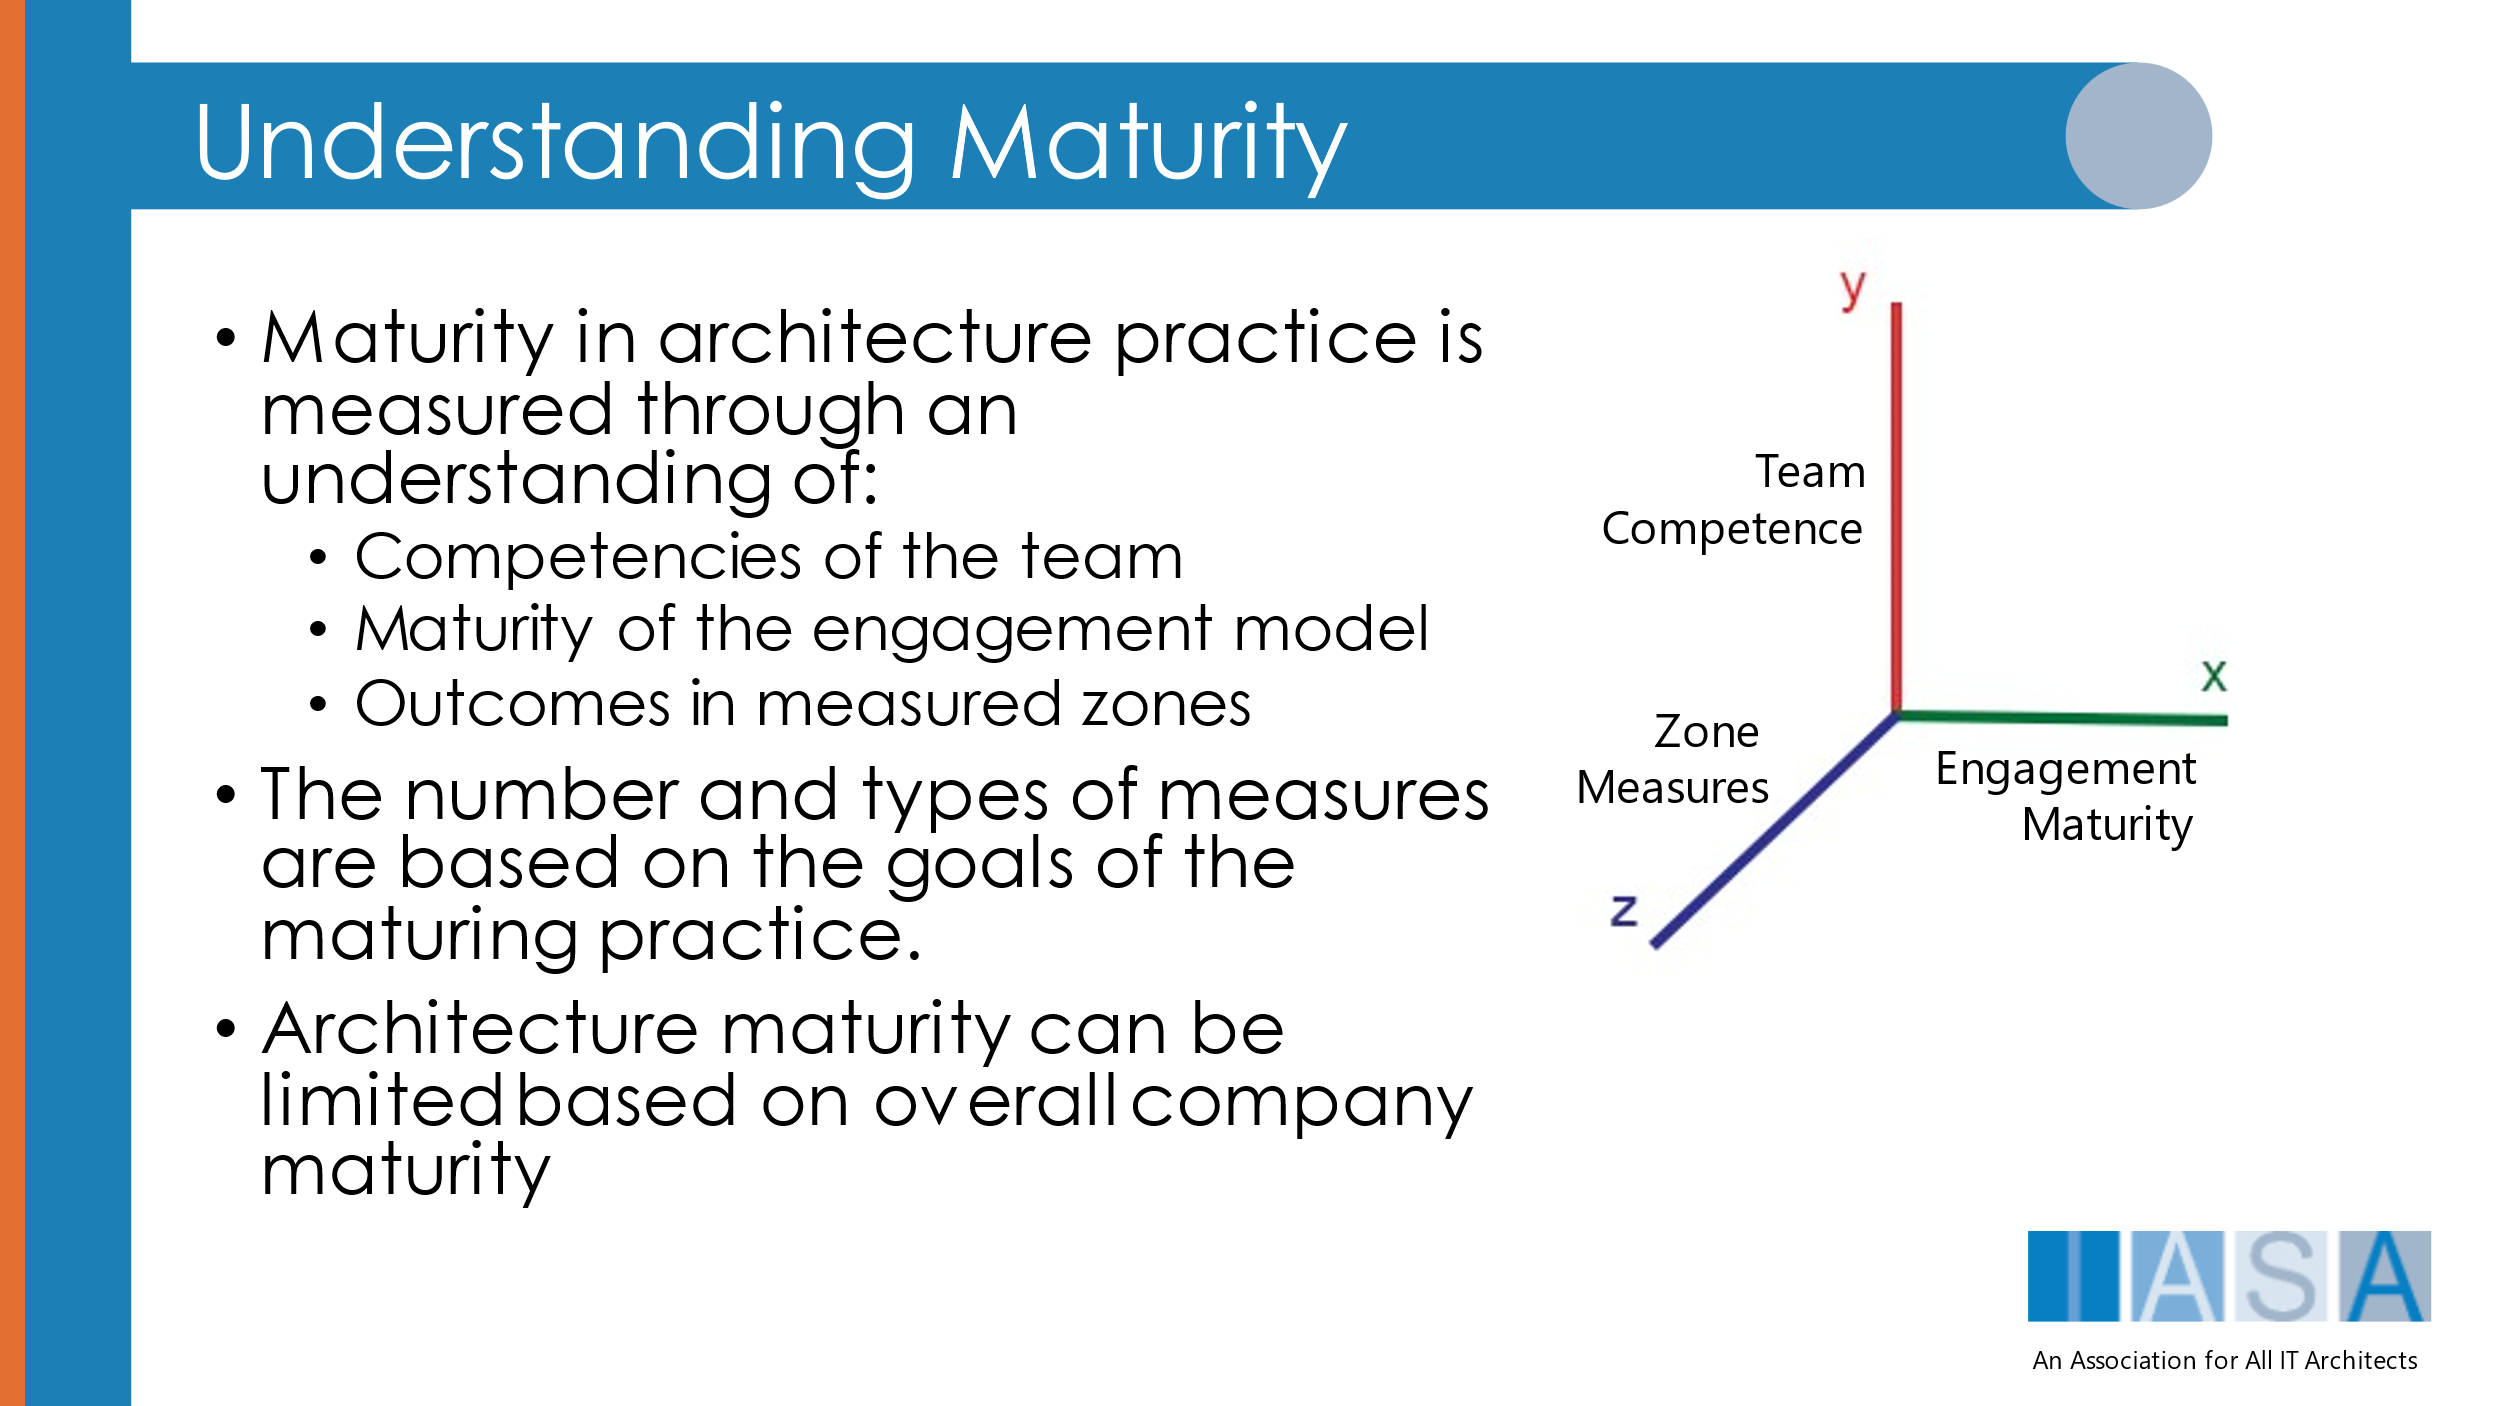 Understanding Maturity
• Maturity in architecture practice is
measured through an
understanding of:
• Competencies of the team
• Maturity of the engagement model
• Outcomes in measured zones
• The number and types of measures
are based on the goals of the
maturing practice.
• Architecture maturity can be
limited based on overall company
maturity
y
Team
Competence
x
Zone
Measures
Engagement
Maturity
z
IASA
An Association for All IT Architects